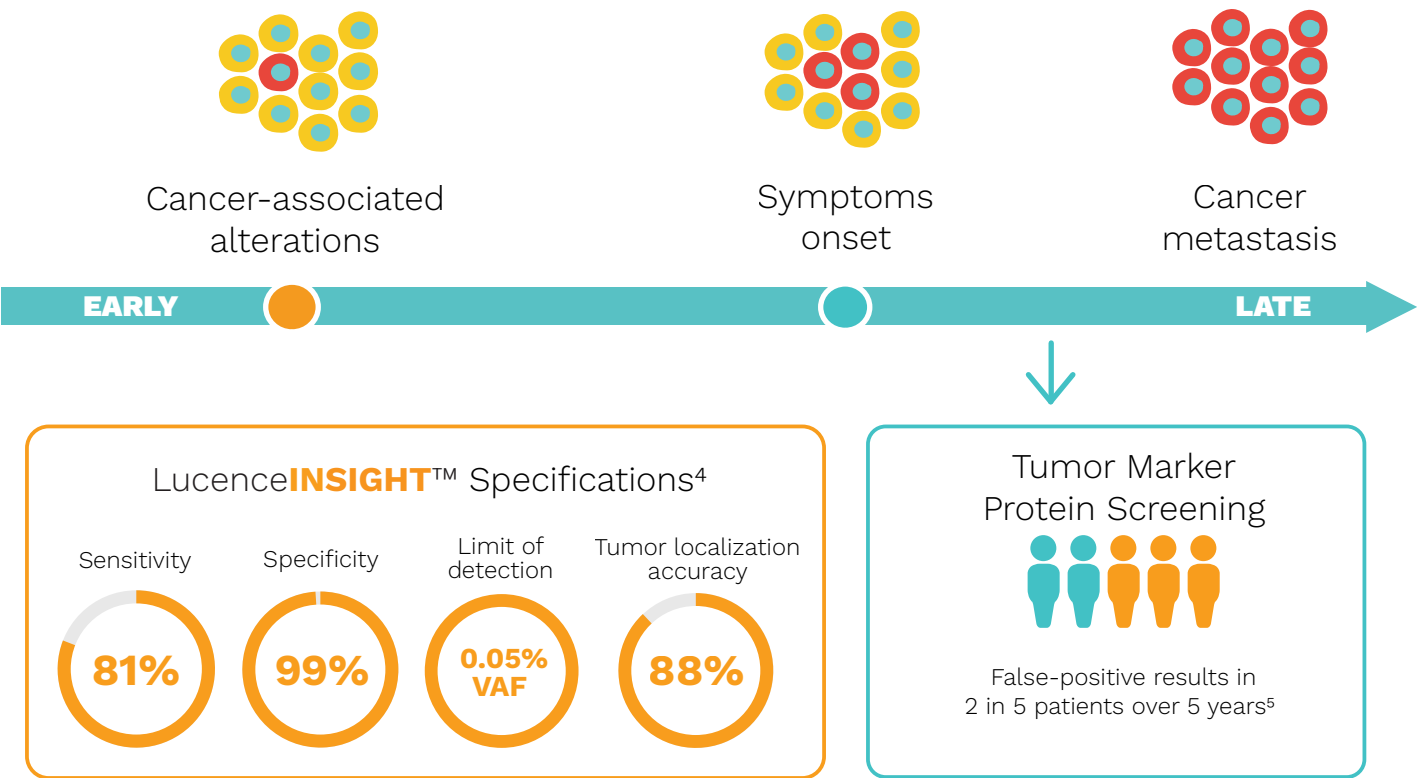 Cancer-associated
alterations
Symptoms
onset
Cancer
metastasis
EARLY
LATE
LucenceINSIGHT™ Specifications⁴
Sensitivity
Specificity
Limit of
detection
Tumor localization
accuracy
81%
99%
0.05%
VAF
88%
Tumor Marker
Protein Screening
False-positive results in
2 in 5 patients over 5 years⁵